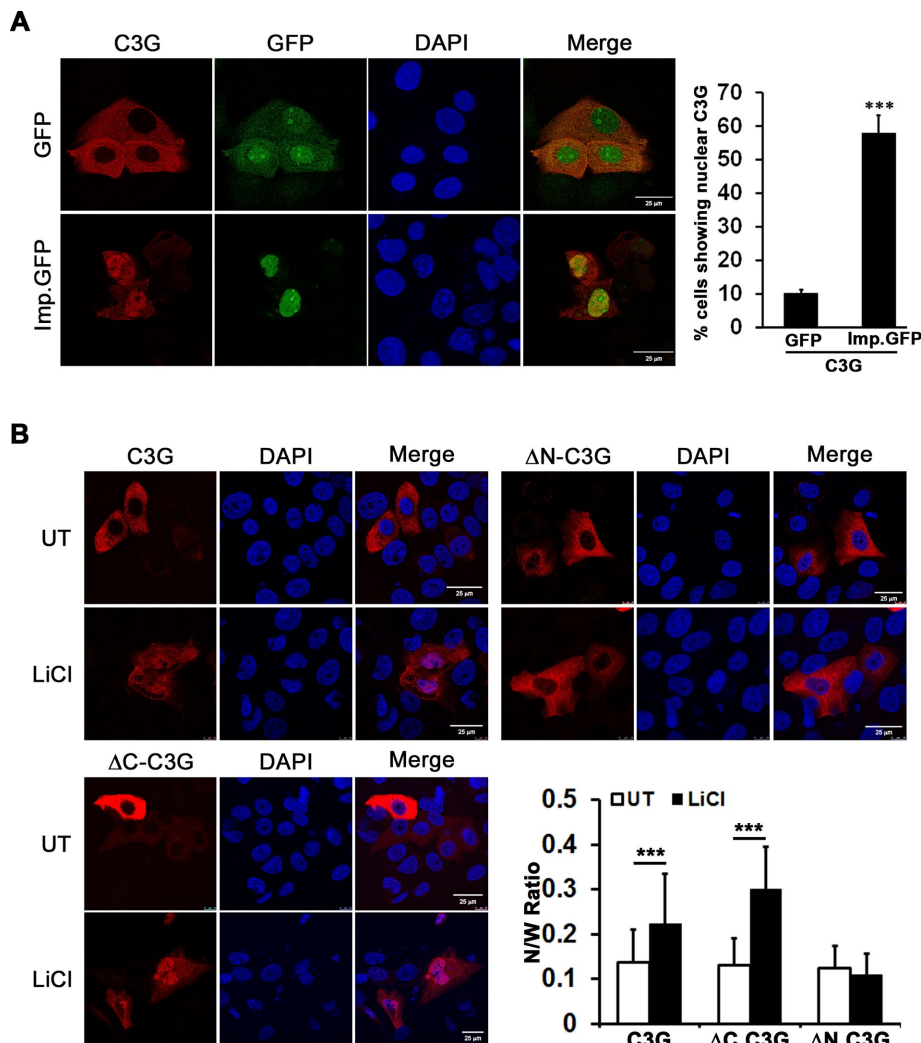 A
C3G GFP DAPI Merge
GFP
25 µm
Imp.GFP
25 µm
% cells showing nuclear C3G
70
60
50
40
30
20
10
0
***
GFP Imp.GFP
C3G
B
C3G DAPI Merge
UT
25 µm
LiCl
25 µm
ΔN-C3G DAPI Merge
25 µm
25 µm
ΔC-C3G DAPI Merge
UT
25 µm
LiCl
25 µm
N/W Ratio
0.5
0.4
0.3
0.2
0.1
0
UT LiCl
*** ***
C3G ΔC C3G ΔN C3G